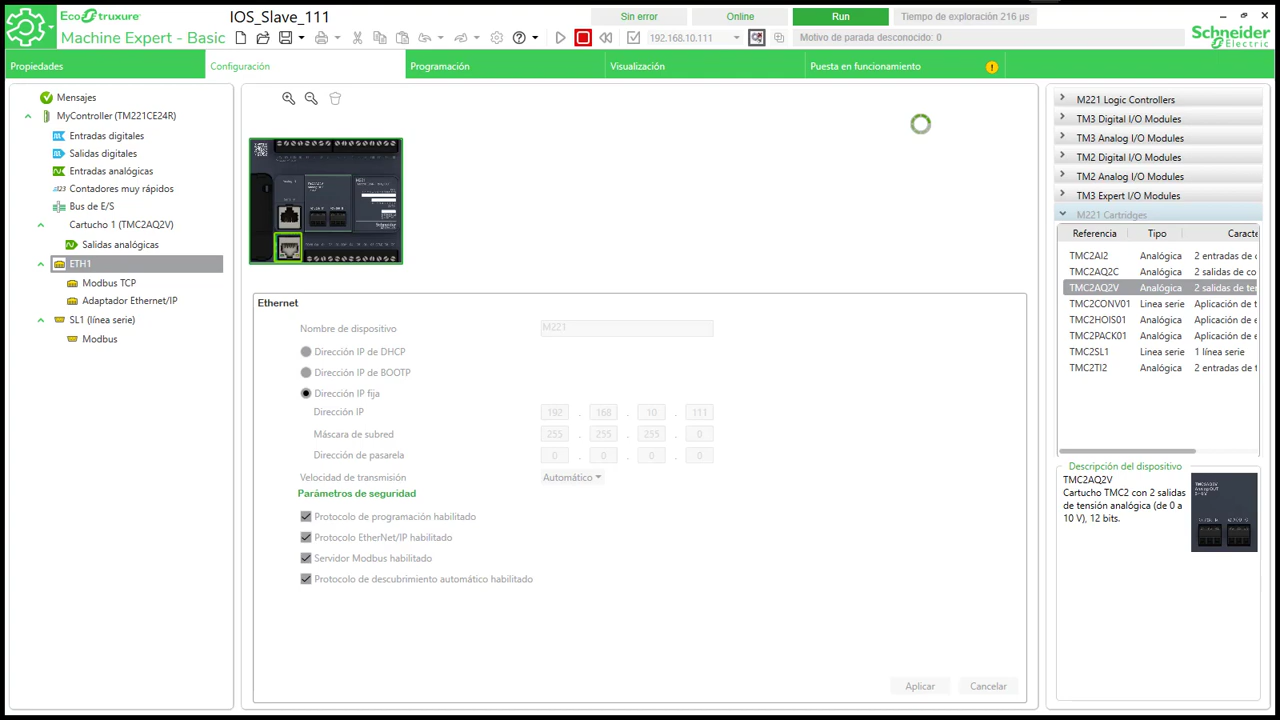 EcoStruxure
Machine Expert - Basic
IOS_Slave_111
Sin error
Online
Run
Tiempo de exploración 216 µs
192.168.10.111
Motivo de parada desconocido: 0
Schneider
Electric
Propiedades
Configuración
Programación
Visualización
Puesta en funcionamiento
Mensajes
MyController (TM221CE24R)
Entradas digitales
Salidas digitales
Entradas analógicas
Contadores muy rápidos
Bus de E/S
Cartucho 1 (TMC2AQ2V)
Salidas analógicas
ETH1
Modbus TCP
Adaptador Ethernet/IP
SL1 (línea serie)
Modbus
Ethernet
Nombre de dispositivo M221
Dirección IP de DHCP
Dirección IP de BOOTP
Dirección IP fija
Dirección IP 192 . 168 . 10 . 111
Máscara de subred 255 . 255 . 255 . 0
Dirección de pasarela 0 . 0 . 0 . 0
Velocidad de transmisión Automático
Parámetros de seguridad
Protocolo de programación habilitado
Protocolo EtherNet/IP habilitado
Servidor Modbus habilitado
Protocolo de descubrimiento automático habilitado
Aplicar
Cancelar
M221 Logic Controllers
TM3 Digital I/O Modules
TM3 Analog I/O Modules
TM2 Digital I/O Modules
TM2 Analog I/O Modules
TM3 Expert I/O Modules
M221 Cartridges
Referencia Tipo Caracte
TMC2AI2 Analógica 2 entradas de
TMC2AQ2C Analógica 2 salidas de co
TMC2AQ2V Analógica 2 salidas de te
TMC2CONV01 Linea serie Aplicación de t
TMC2HOIS01 Analógica Aplicación de
TMC2PACK01 Analógica Aplicación de
TMC2SL1 Linea serie 1 línea serie
TMC2TI2 Analógica 2 entradas de t
Descripción del dispositivo
TMC2AQ2V
Cartucho TMC2 con 2 salidas
de tensión analógica (de 0 a
10 V), 12 bits.
TMC2AQ2V
Analog OUT